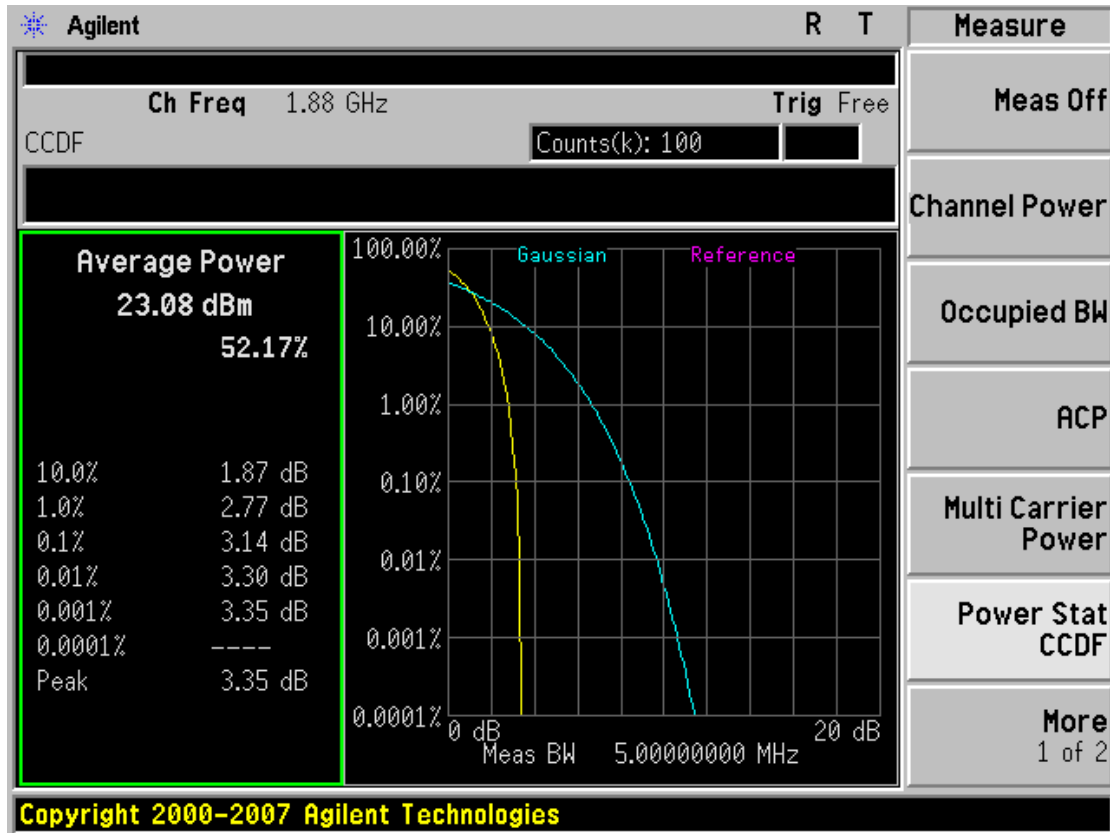 Agilent R T
Ch Freq 1.88 GHz Trig Free
CCDF Counts(k): 100
Average Power
23.08 dBm
52.17%
10.0% 1.87 dB
1.0% 2.77 dB
0.1% 3.14 dB
0.01% 3.30 dB
0.001% 3.35 dB
0.0001% ----
Peak 3.35 dB
Gaussian Reference
100.00%
10.00%
1.00%
0.10%
0.01%
0.001%
0.0001%
0 dB 20 dB
Meas BW 5.00000000 MHz
Measure
Meas Off
Channel Power
Occupied BW
ACP
Multi Carrier
Power
Power Stat
CCDF
More
1 of 2
Copyright 2000-2007 Agilent Technologies